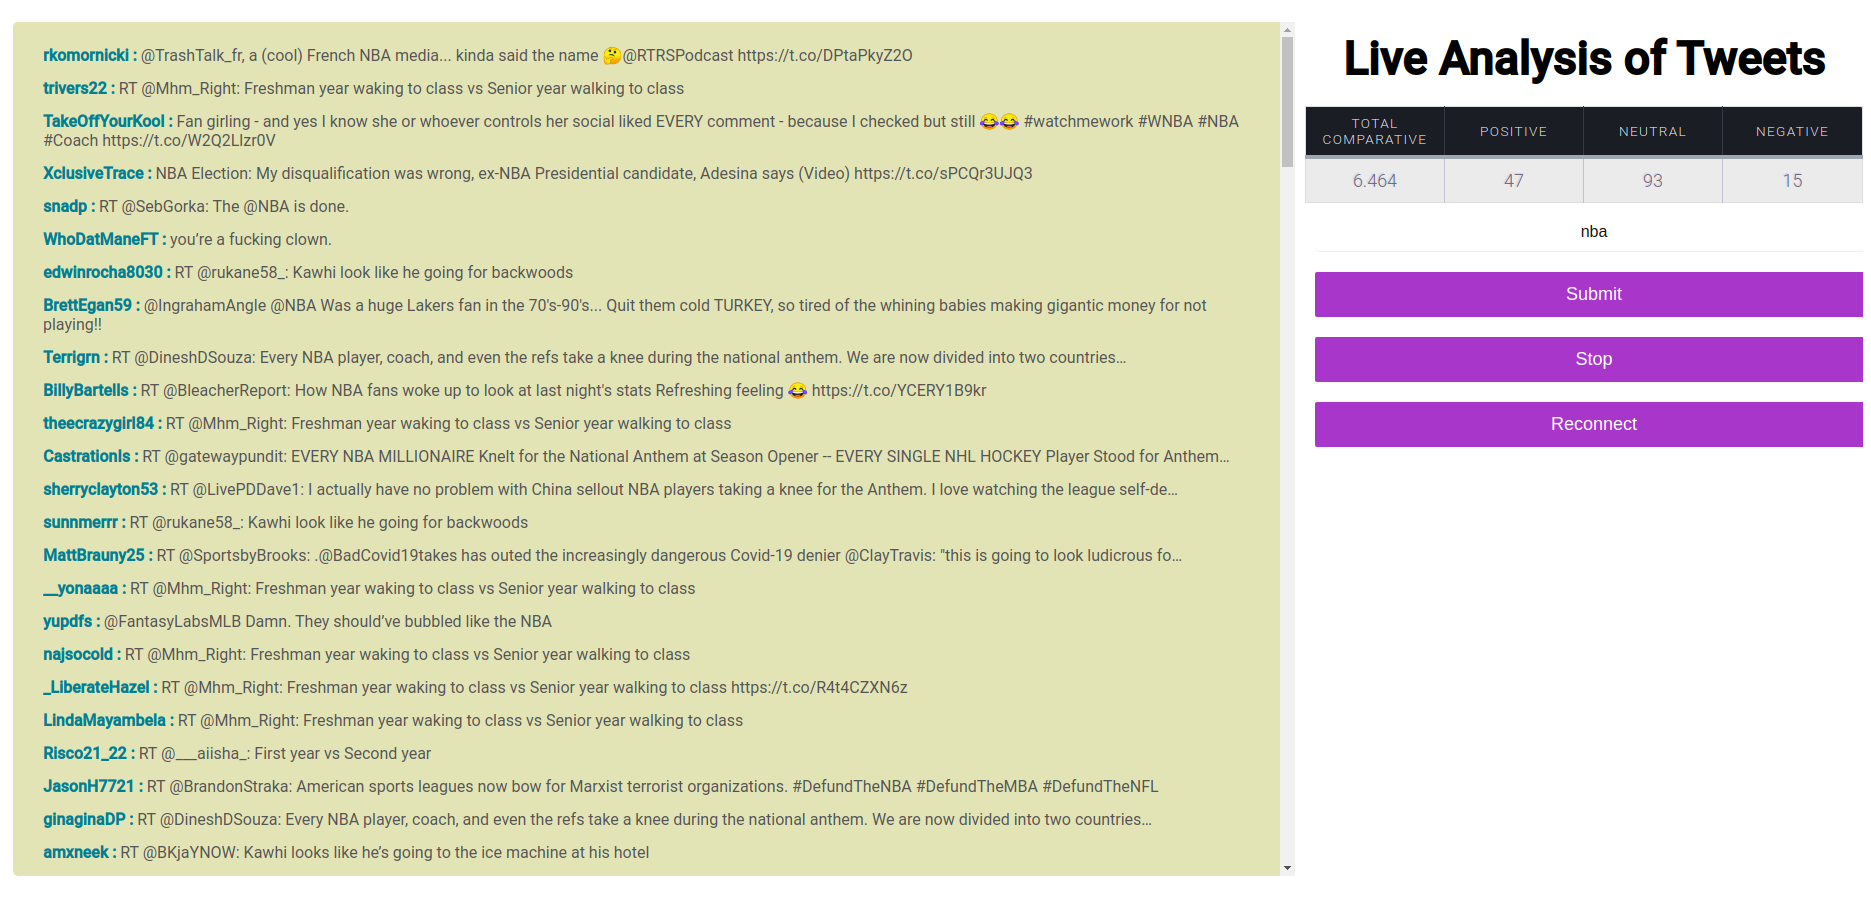 rkomornicki : @TrashTalk_fr, a (cool) French NBA media... kinda said the name 🤔@RTRSPodcast https://t.co/DPtaPkyZ2O
trivers22 : RT @Mhm_Right: Freshman year waking to class vs Senior year walking to class
TakeOffYourKool : Fan girling - and yes I know she or whoever controls her social liked EVERY comment - because I checked but still 😂😂 #watchmework #WNBA #NBA
#Coach https://t.co/W2Q2LIzr0V
XclusiveTrace : NBA Election: My disqualification was wrong, ex-NBA Presidential candidate, Adesina says (Video) https://t.co/sPCQr3UJQ3
snadp : RT @SebGorka: The @NBA is done.
WhoDatManeFT : you’re a fucking clown.
edwinrocha8030 : RT @rukane58_: Kawhi look like he going for backwoods
BrettEgan59 : @IngrahamAngle @NBA Was a huge Lakers fan in the 70's-90's... Quit them cold TURKEY, so tired of the whining babies making gigantic money for not
playing!!
Terrigrn : RT @DineshDSouza: Every NBA player, coach, and even the refs take a knee during the national anthem. We are now divided into two countries…
BillyBartells : RT @BleacherReport: How NBA fans woke up to look at last night's stats Refreshing feeling 😂 https://t.co/YCERY1B9kr
theecrazygirl84 : RT @Mhm_Right: Freshman year waking to class vs Senior year walking to class
CastrationIs : RT @gatewaypundit: EVERY NBA MILLIONAIRE Knelt for the National Anthem at Season Opener -- EVERY SINGLE NHL HOCKEY Player Stood for Anthem…
sherryclayton53 : RT @LivePDDave1: I actually have no problem with China sellout NBA players taking a knee for the Anthem. I love watching the league self-de…
sunnmerrr : RT @rukane58_: Kawhi look like he going for backwoods
MattBrauny25 : RT @SportsbyBrooks: .@BadCovid19takes has outed the increasingly dangerous Covid-19 denier @ClayTravis: "this is going to look ludicrous fo…
__yonaaaa : RT @Mhm_Right: Freshman year waking to class vs Senior year walking to class
yupdfs : @FantasyLabsMLB Damn. They should’ve bubbled like the NBA
najsocold : RT @Mhm_Right: Freshman year waking to class vs Senior year walking to class
_LiberateHazel : RT @Mhm_Right: Freshman year waking to class vs Senior year walking to class https://t.co/R4t4CZXN6z
LindaMayambela : RT @Mhm_Right: Freshman year waking to class vs Senior year walking to class
Risco21_22 : RT @___aiisha_: First year vs Second year
JasonH7721 : RT @BrandonStraka: American sports leagues now bow for Marxist terrorist organizations. #DefundTheNBA #DefundTheMBA #DefundTheNFL
ginaginaDP : RT @DineshDSouza: Every NBA player, coach, and even the refs take a knee during the national anthem. We are now divided into two countries…
amxneek : RT @BKjaYNOW: Kawhi looks like he’s going to the ice machine at his hotel
Live Analysis of Tweets
TOTAL COMPARATIVE POSITIVE NEUTRAL NEGATIVE
6.464 47 93 15
nba
Submit
Stop
Reconnect